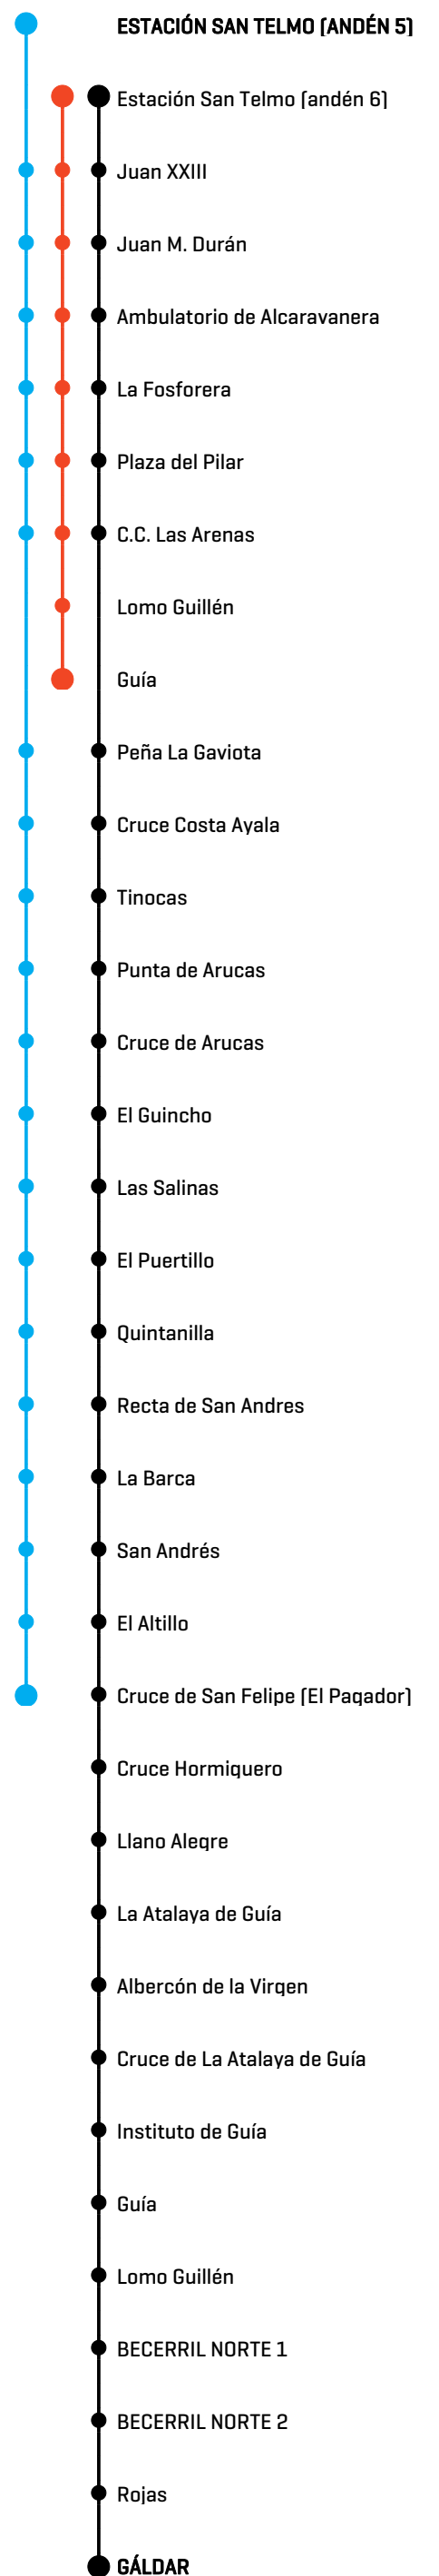 ESTACIÓN SAN TELMO (ANDÉN 5)
Estación San Telmo (andén 6)
Juan XXIII
Juan M. Durán
Ambulatorio de Alcaravanera
La Fosforera
Plaza del Pilar
C.C. Las Arenas
Lomo Guillén
Guía
Peña La Gaviota
Cruce Costa Ayala
Tinocas
Punta de Arucas
Cruce de Arucas
El Guincho
Las Salinas
El Puertillo
Quintanilla
Recta de San Andres
La Barca
San Andrés
El Altillo
Cruce de San Felipe (El Pagador)
Cruce Hormiguero
Llano Alegre
La Atalaya de Guía
Albercón de la Virgen
Cruce de La Atalaya de Guía
Instituto de Guía
Guía
Lomo Guillén
BECERRIL NORTE 1
BECERRIL NORTE 2
Rojas
GÁLDAR